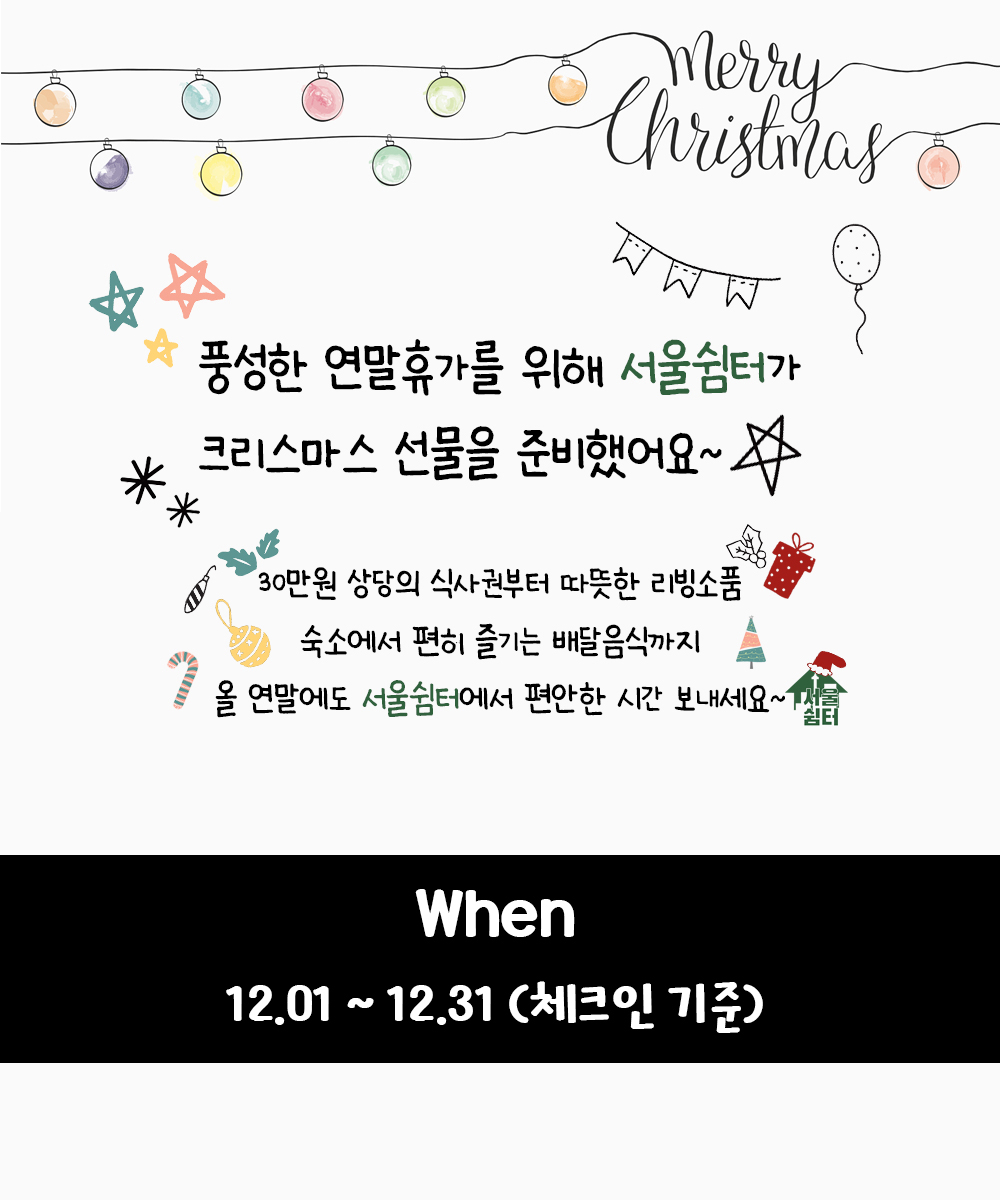 Merry
Christmas
풍성한 연말휴가를 위해 서울쉼터가
크리스마스 선물을 준비했어요~
30만원 상당의 식사권부터 따뜻한 리빙소품
숙소에서 편히 즐기는 배달음식까지
올 연말에도 서울쉼터에서 편안한 시간 보내세요~
서울
쉼터
When
12.01 ~ 12.31 (체크인 기준)